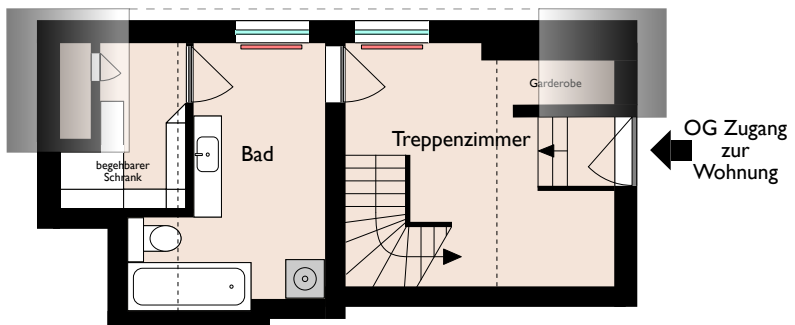 Garderobe
OG Zugang
zur
Wohnung
Treppenzimmer
Bad
begehbarer
Schrank